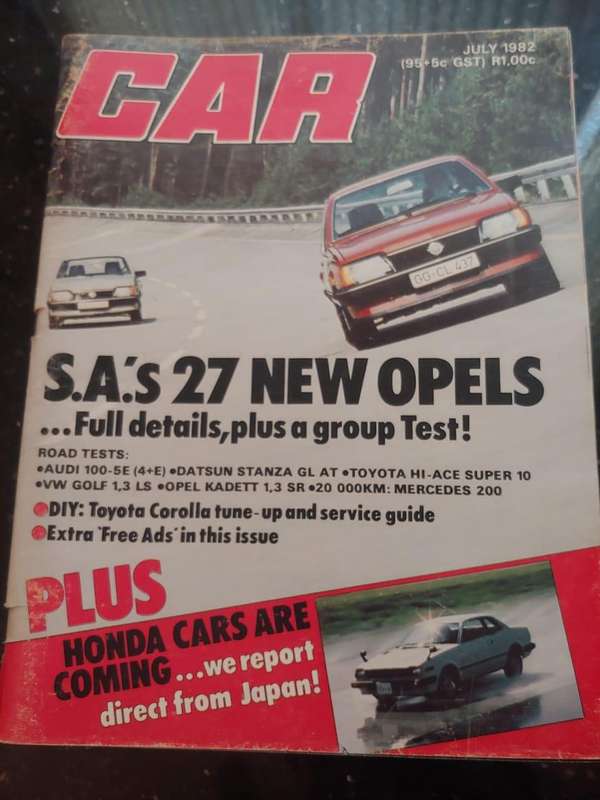 CAR
JULY 1982
(95+5c GST) R1,00c
GG·CL 437
S.A.'s 27 NEW OPELS
...Full details,plus a group Test!
ROAD TESTS:
•AUDI 100-5E (4+E) •DATSUN STANZA GL AT •TOYOTA HI-ACE SUPER 10
•VW GOLF 1,3 LS •OPEL KADETT 1,3 SR •20 000KM: MERCEDES 200
•DIY: Toyota Corolla tune-up and service guide
•Extra 'Free Ads' in this issue
PLUS
HONDA CARS ARE
COMING ...we report
direct from Japan!